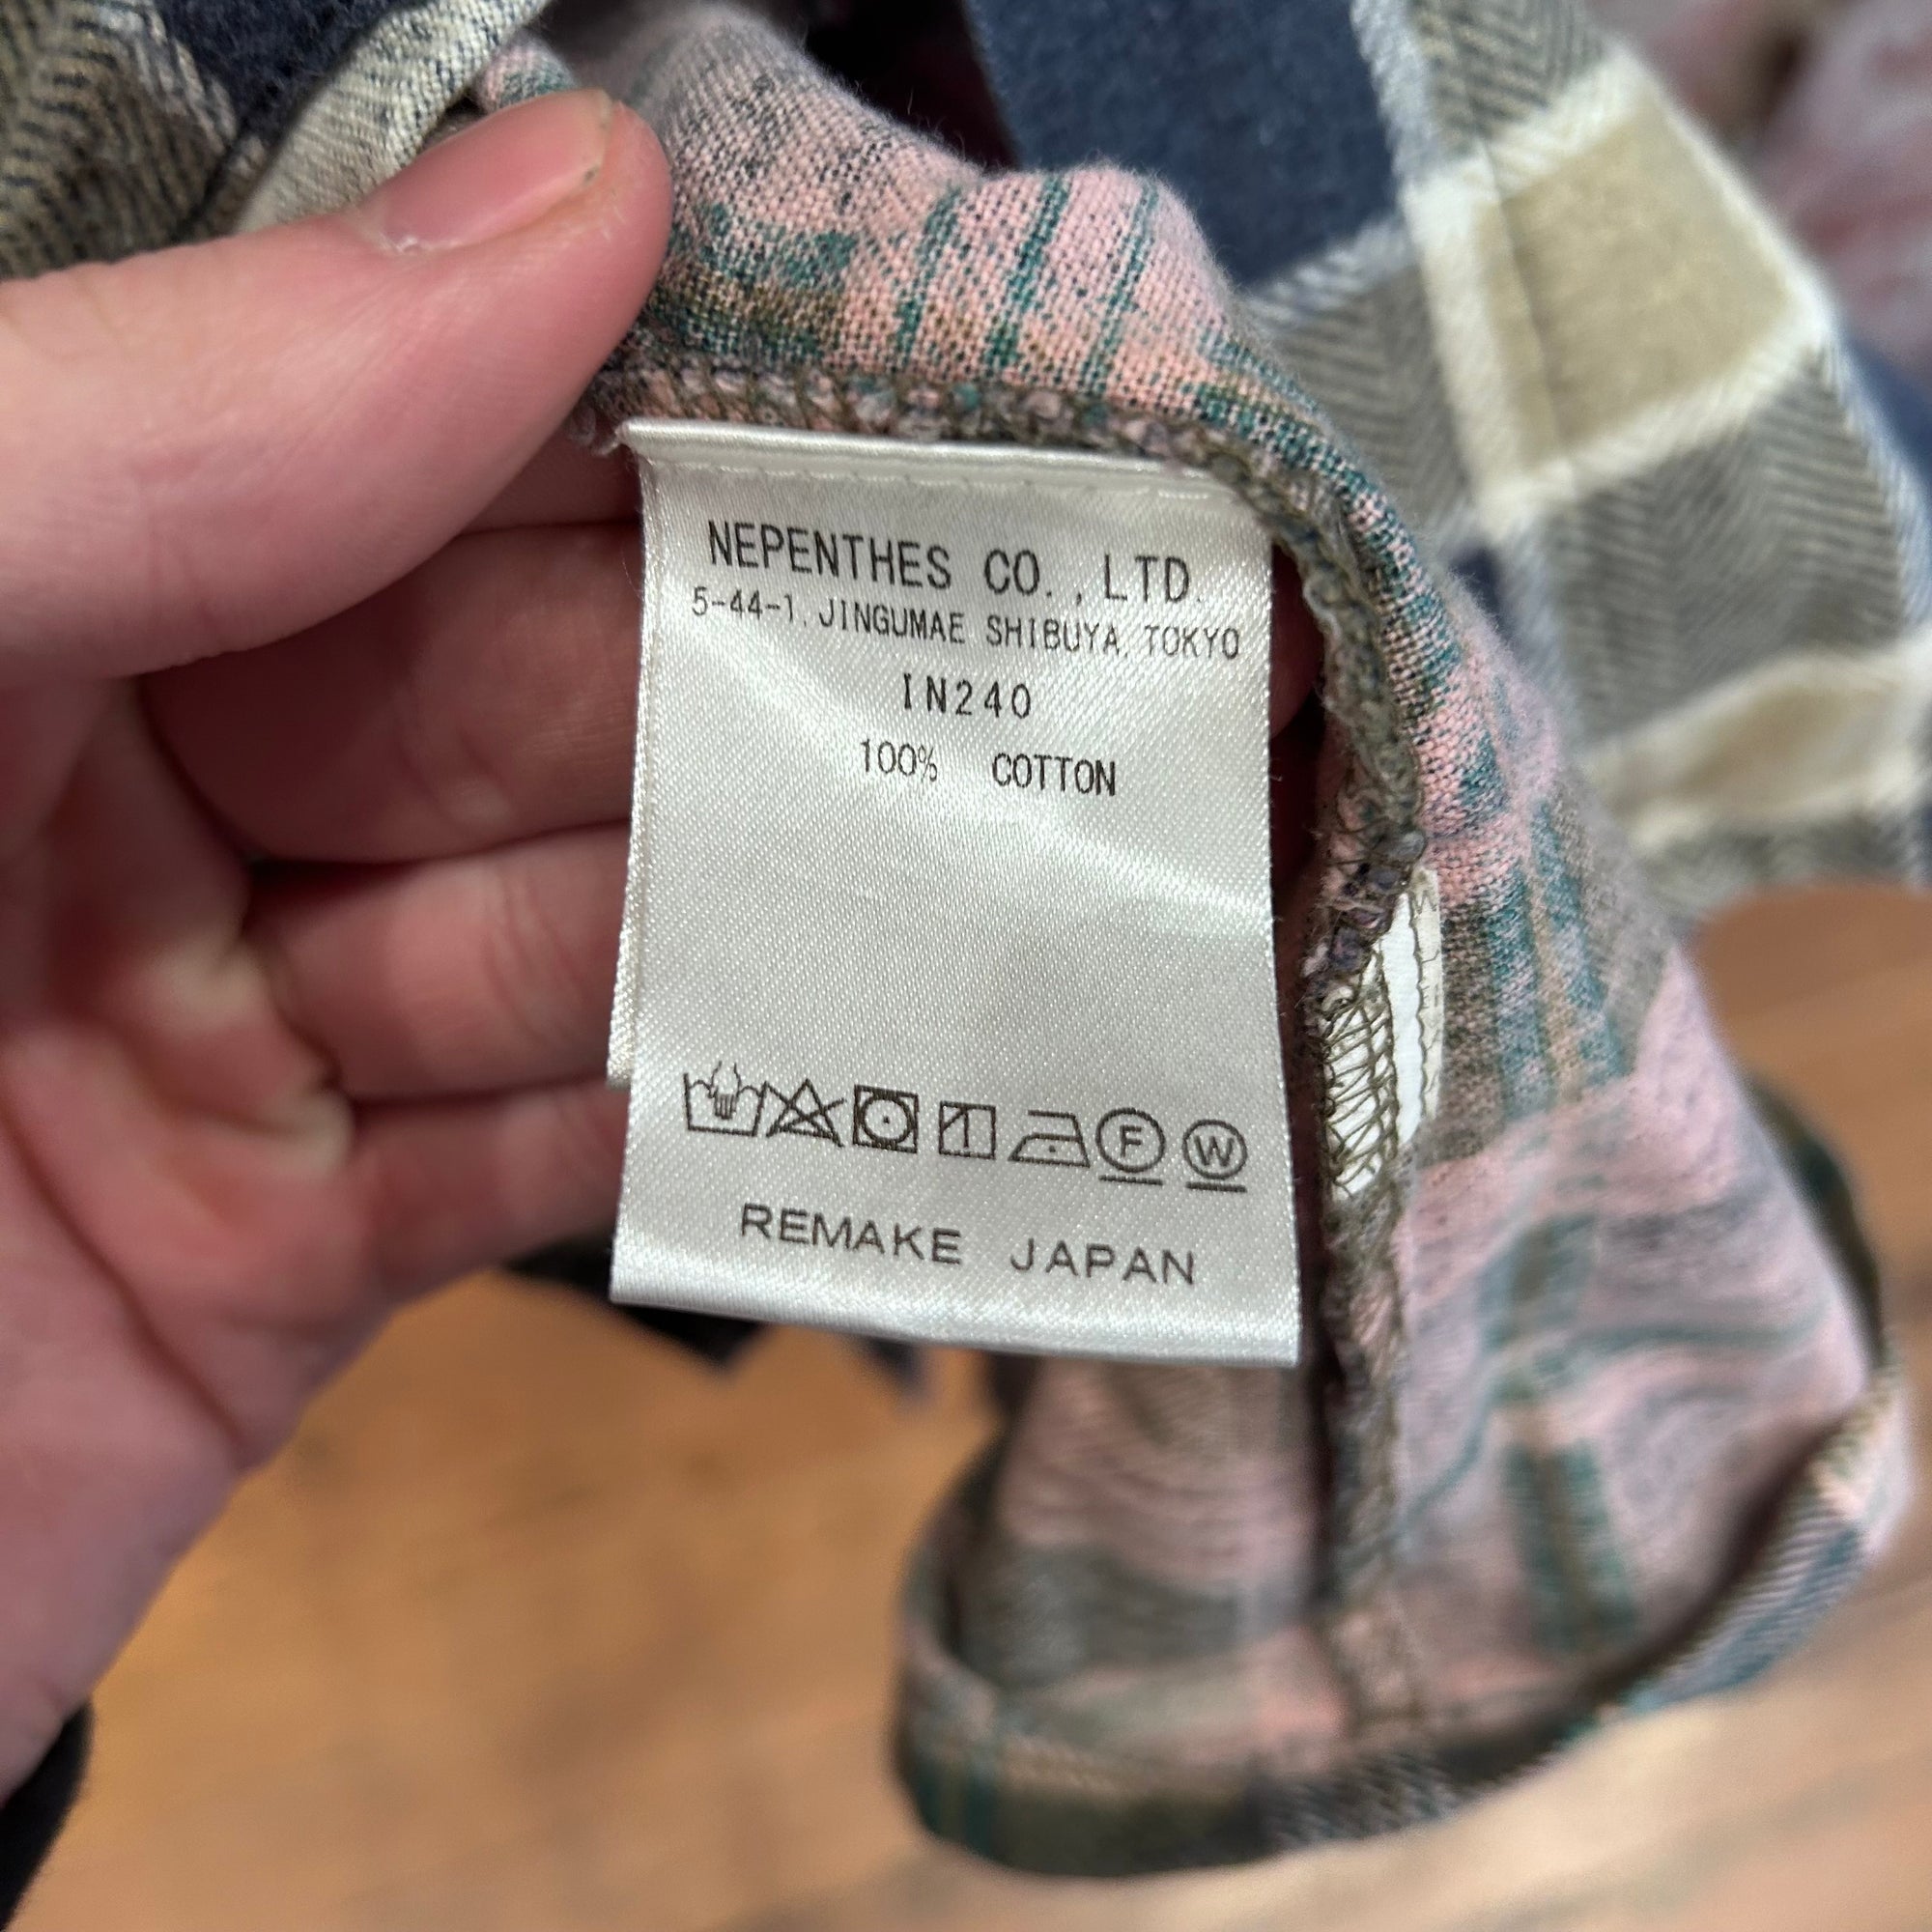 NEPENTHES CO.,LTD.
5-44-1.JINGUMAE SHIBUYA.TOKYO
IN240
100% COTTON
F W
REMAKE JAPAN